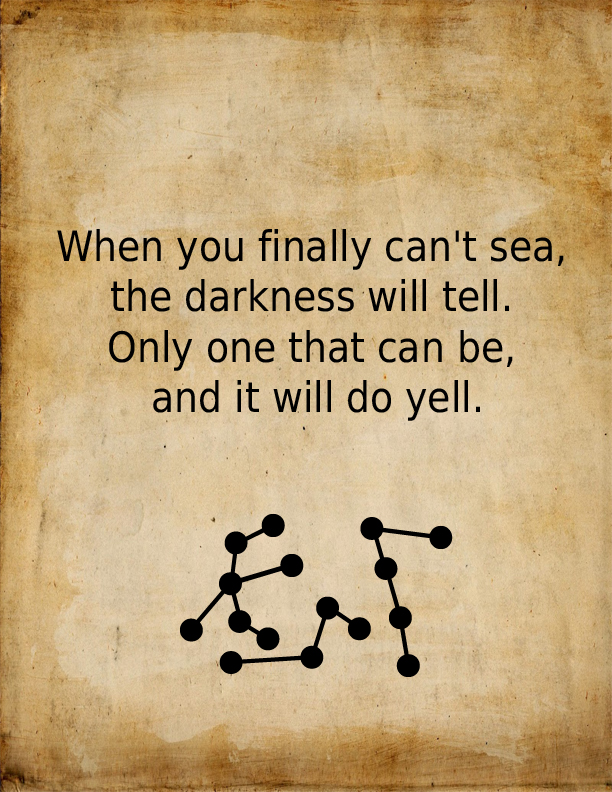 When you finally can't sea,
the darkness will tell.
Only one that can be,
and it will do yell.